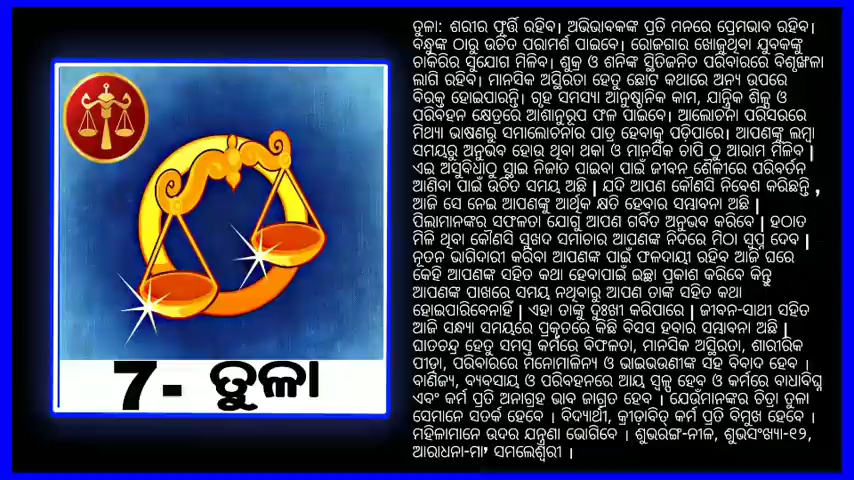 ତୁଳା: ଶରୀର ଫୁର୍ତ୍ତି ରହିବ। ଅଭିଭାବକଙ୍କ ପ୍ରତି ମନରେ ପ୍ରେମଭାବ ରହିବ।
ବନ୍ଧୁଙ୍କ ଠାରୁ ଉଚିତ ପରାମର୍ଶ ପାଇବେ। ରୋଜଗାର ଖୋଜୁଥିବା ଯୁବକଙ୍କୁ
ଚାକିରିର ସୁଯୋଗ ମିଳିବ। ଶୁକ୍ର ଓ ଶନିଙ୍କ ସ୍ଥିତିଜନିତ ପରିବାରରେ ବିଶୃଙ୍ଖଳା
ଲାଗି ରହିବ। ମାନସିକ ଅସ୍ଥିରତା ହେତୁ ଛୋଟ କଥାରେ ଅନ୍ୟ ଉପରେ
ବିରକ୍ତ ହୋଇପାରନ୍ତି। ଗୃହ ସମସ୍ୟା ଆନୁଷ୍ଠାନିକ କାମ, ଯାନ୍ତ୍ରିକ ଶିଳ୍ପ ଓ
ପରିବହନ କ୍ଷେତ୍ରରେ ଆଶାନୁରୂପ ଫଳ ପାଇବେ। ଆଲୋଚନା ପରିସରରେ
ମିଥ୍ୟା ଭାଷଣରୁ ସମାଲୋଚନାର ପାତ୍ର ହେବାକୁ ପଡ଼ିପାରେ। ଆପଣଙ୍କୁ ଲମ୍ବା
ସମୟରୁ ଅନୁଭବ ହୋଉ ଥିବା ଥକା ଓ ମାନସିକ ଚାପ ଠୁ ଆରାମ ମିଳିବ |
ଏଇ ଅସୁବିଧାଠୁ ସ୍ଥାଇ ନିଜାତ ପାଇବା ପାଇଁ ଜୀବନ ଶୈଳୀରେ ପରିବର୍ତନ
ଆଣିବା ପାଇଁ ଉଚିତ ସମୟ ଅଛି | ଯଦି ଆପଣ କୌଣସି ନିବେଶ କରିଛନ୍ତି ,
ଆଜି ସେ ନେଇ ଆପଣଙ୍କୁ ଆର୍ଥିକ କ୍ଷତି ହେବାର ସମ୍ଭାବନା ଅଛି |
ପିଲାମାନଙ୍କର ସଫଳତା ଯୋଗୁ ଆପଣ ଗର୍ବିତ ଅନୁଭବ କରିବେ | ହଠାତ
ମିଳି ଥିବା କୌଣସି ସୁଖଦ ସମାଚାର ଆପଣଙ୍କ ନିଦରେ ମିଠା ସ୍ୱପ୍ନ ଦେବ |
ନୂତନ ଭାଗିଦାରୀ କରିବା ଆପଣଙ୍କ ପାଇଁ ଫଳଦାୟୀ ରହିବ ଆଜି ଘରେ
କେହି ଆପଣଙ୍କ ସହିତ କଥା ହେବାପାଇଁ ଇଚ୍ଛା ପ୍ରକାଶ କରିବେ କିନ୍ତୁ
ଆପଣଙ୍କ ପାଖରେ ସମୟ ନଥିବାରୁ ଆପଣ ତାଙ୍କ ସହିତ କଥା
ହୋଇପାରିବେନାହିଁ | ଏହା ତାଙ୍କୁ ଦୁଃଖୀ କରିପାରେ | ଜୀବନ-ସାଥୀ ସହିତ
ଆଜି ସନ୍ଧ୍ୟା ସମୟରେ ପ୍ରକୃତରେ କିଛି ବିସସ ହବାର ସମ୍ଭାବନା ଅଛି |
ଘାତଚନ୍ଦ୍ର ହେତୁ ସମସ୍ତ କର୍ମରେ ବିଫଳତା, ମାନସିକ ଅସ୍ଥିରତା, ଶାରୀରିକ
ପୀଡ଼ା, ପରିବାରରେ ମନୋମାଳିନ୍ୟ ଓ ଭାଇଭଉଣୀଙ୍କ ସହ ବିବାଦ ହେବ ।
ବାଣିଜ୍ୟ, ବ୍ୟବସାୟ ଓ ପରିବହନରେ ଆୟ ସ୍ୱଳ୍ପ ହେବ ଓ କର୍ମରେ ବାଧାବିଘ୍ନ
ଏବଂ କର୍ମ ପ୍ରତି ଅନାଗ୍ରହ ଭାବ ଜାଗ୍ରତ ହେବ । ଯେଉଁମାନଙ୍କର ଚିତ୍ରା ତୁଳା
ସେମାନେ ସତର୍କ ହେବେ । ବିଦ୍ୟାର୍ଥୀ, କ୍ରୀଡ଼ାବିତ୍ କର୍ମ ପ୍ରତି ବିମୁଖ ହେବେ ।
ମହିଳାମାନେ ଉଦର ଯନ୍ତ୍ରଣା ଭୋଗିବେ । ଶୁଭରଙ୍ଗ-ନୀଳ, ଶୁଭସଂଖ୍ୟା-୧୨,
ଆରାଧନା-ମା' ସମଲେଶ୍ୱରୀ ।
7- ତୁଳା